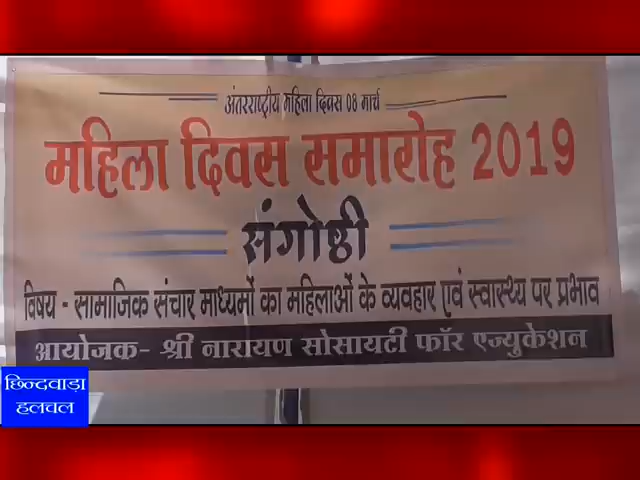 अंतरराष्ट्रीय महिला दिवस 08 मार्च
महिला दिवस समारोह 2019
संगोष्ठी
विषय - सामाजिक संचार माध्यमों का महिलाओं के व्यवहार एवं स्वास्थ्य पर प्रभाव
आयोजक- श्री नारायण सोसायटी फॉर एज्युकेशन
छिन्दवाड़ा
हलचल